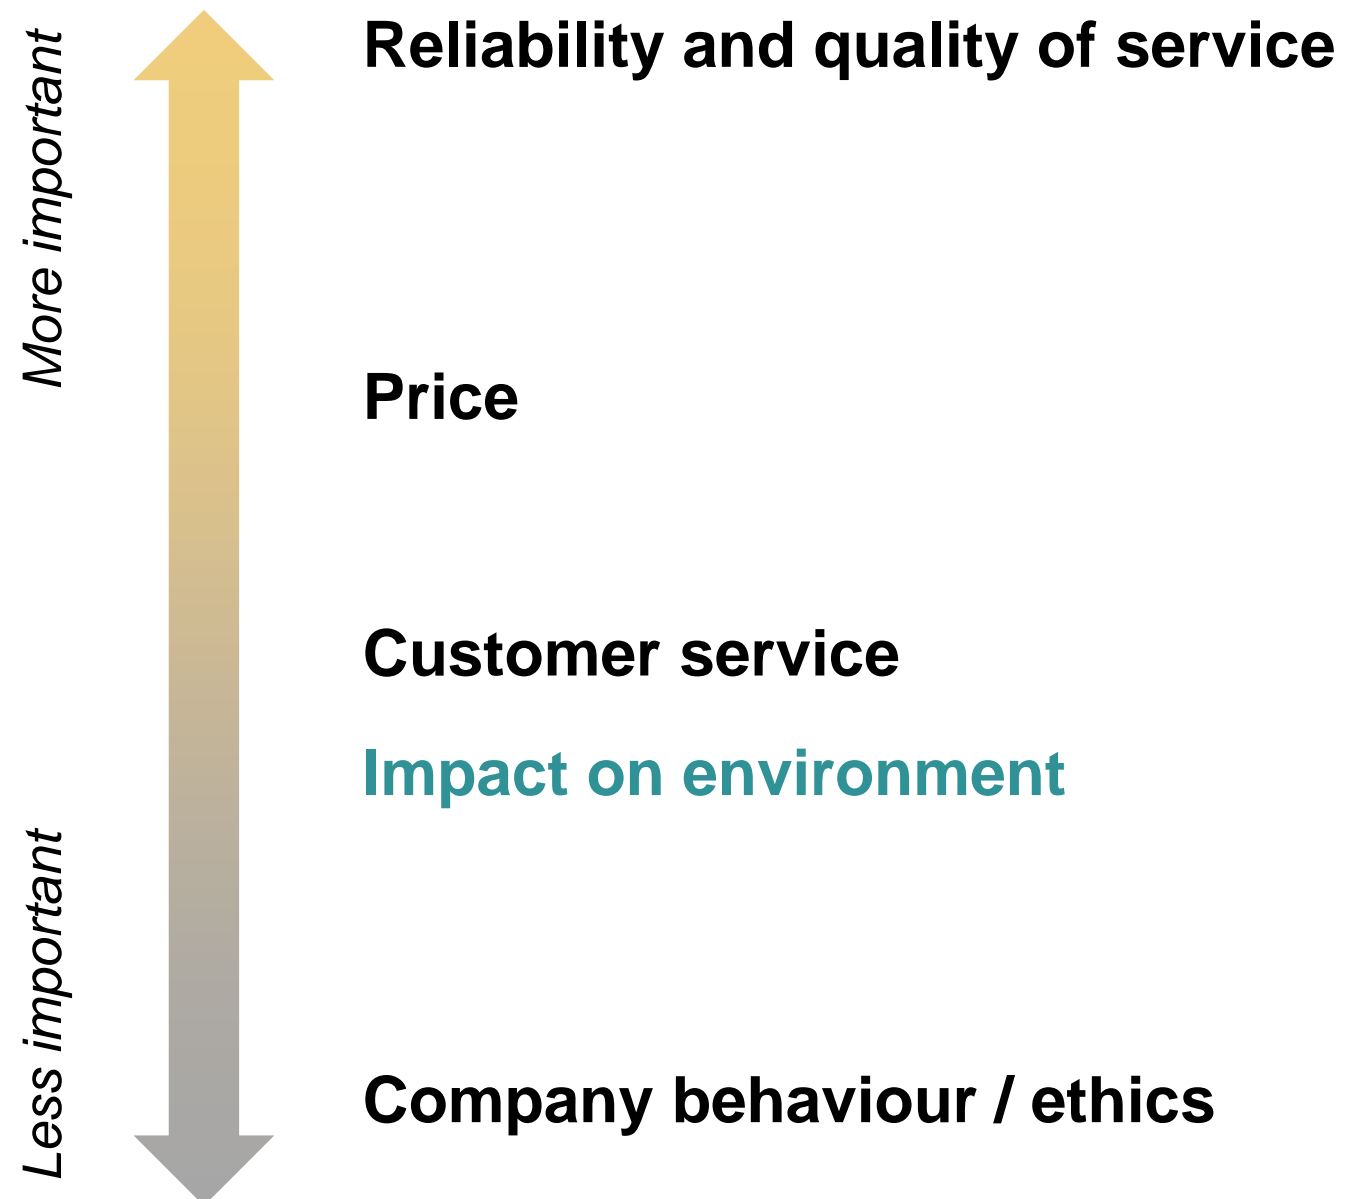 More important
Reliability and quality of service
Price
Customer service
Impact on environment
Less important
Company behaviour / ethics